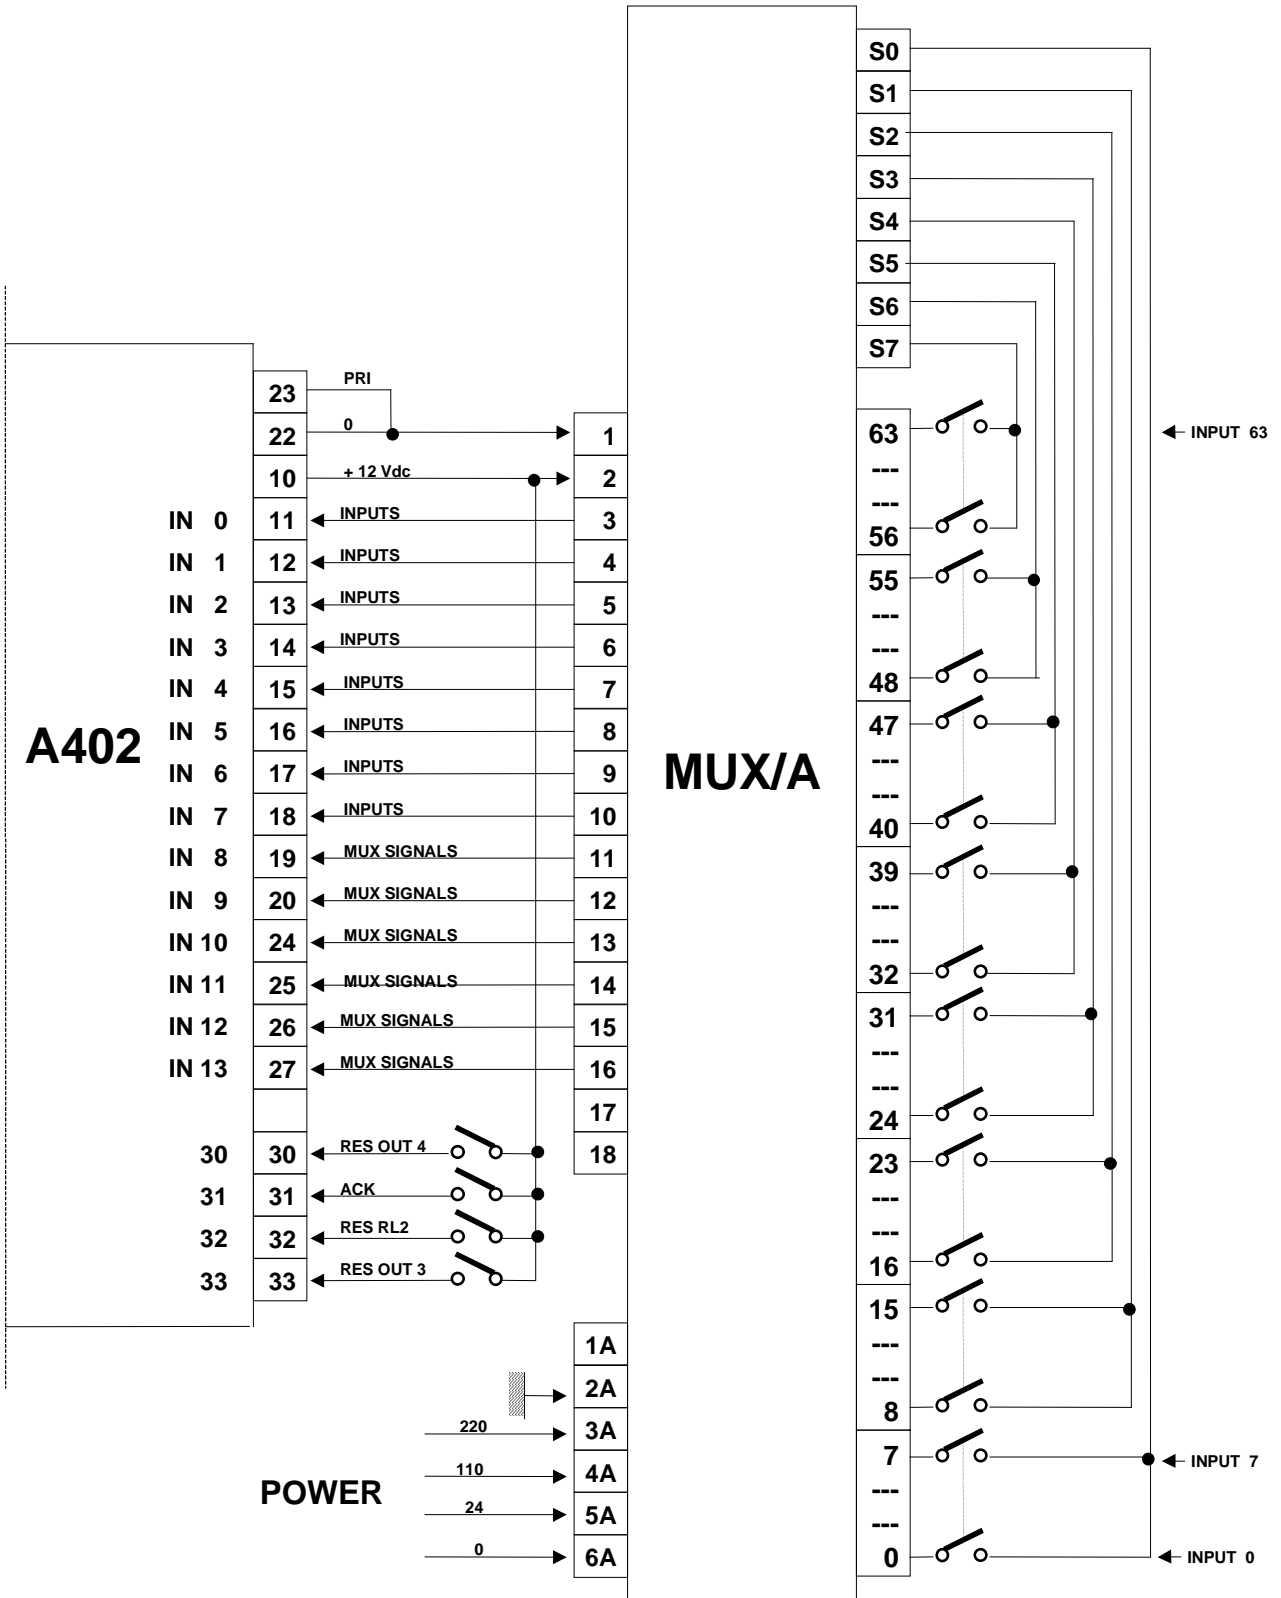 S0
S1
S2
S3
S4
S5
S6
S7
23 PRI
22 0 1
10 + 12 Vdc 2
IN 0 11 INPUTS 3
IN 1 12 INPUTS 4
IN 2 13 INPUTS 5
IN 3 14 INPUTS 6
IN 4 15 INPUTS 7
IN 5 16 INPUTS 8
IN 6 17 INPUTS 9
IN 7 18 INPUTS 10
IN 8 19 MUX SIGNALS 11
IN 9 20 MUX SIGNALS 12
IN 10 24 MUX SIGNALS 13
IN 11 25 MUX SIGNALS 14
IN 12 26 MUX SIGNALS 15
IN 13 27 MUX SIGNALS 16
17
30 30 RES OUT 4 18
31 31 ACK
32 32 RES RL2
33 33 RES OUT 3
A402
MUX/A
1A
2A
220 3A
110 4A
24 5A
0 6A
POWER
63 INPUT 63
---
---
56
55
---
---
48
47
---
---
40
39
---
---
32
31
---
---
24
23
---
---
16
15
---
---
8
7 INPUT 7
---
---
0 INPUT 0